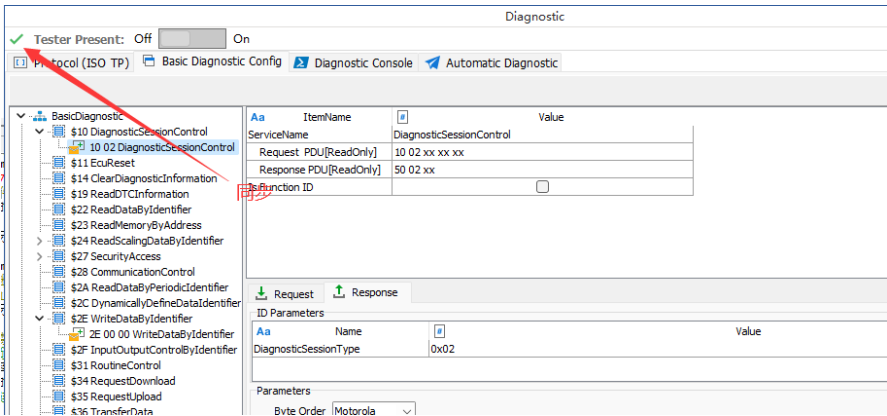 Diagnostic
Tester Present: Off On
Protocol (ISO TP) Basic Diagnostic Config Diagnostic Console Automatic Diagnostic
BasicDiagnostic
$10 DiagnosticSessionControl
10 02 DiagnosticSessionControl
$11 EcuReset
$14 ClearDiagnosticInformation
$19 ReadDTCInformation
$22 ReadDataByIdentifier
$23 ReadMemoryByAddress
$24 ReadScalingDataByIdentifier
$27 SecurityAccess
$28 CommunicationControl
$2A ReadDataByPeriodicIdentifier
$2C DynamicallyDefineDataIdentifier
$2E WriteDataByIdentifier
2E 00 00 WriteDataByIdentifier
$2F InputOutputControlByIdentifier
$31 RoutineControl
$34 RequestDownload
$35 RequestUpload
$36 TransferData
Aa ItemName # Value
ServiceName DiagnosticSessionControl
Request PDU[ReadOnly] 10 02 xx xx xx
Response PDU[ReadOnly] 50 02 xx
Is Function ID
同步
Request Response
ID Parameters
Aa Name # Value
DiagnosticSessionType 0x02
Parameters
Byte Order Motorola